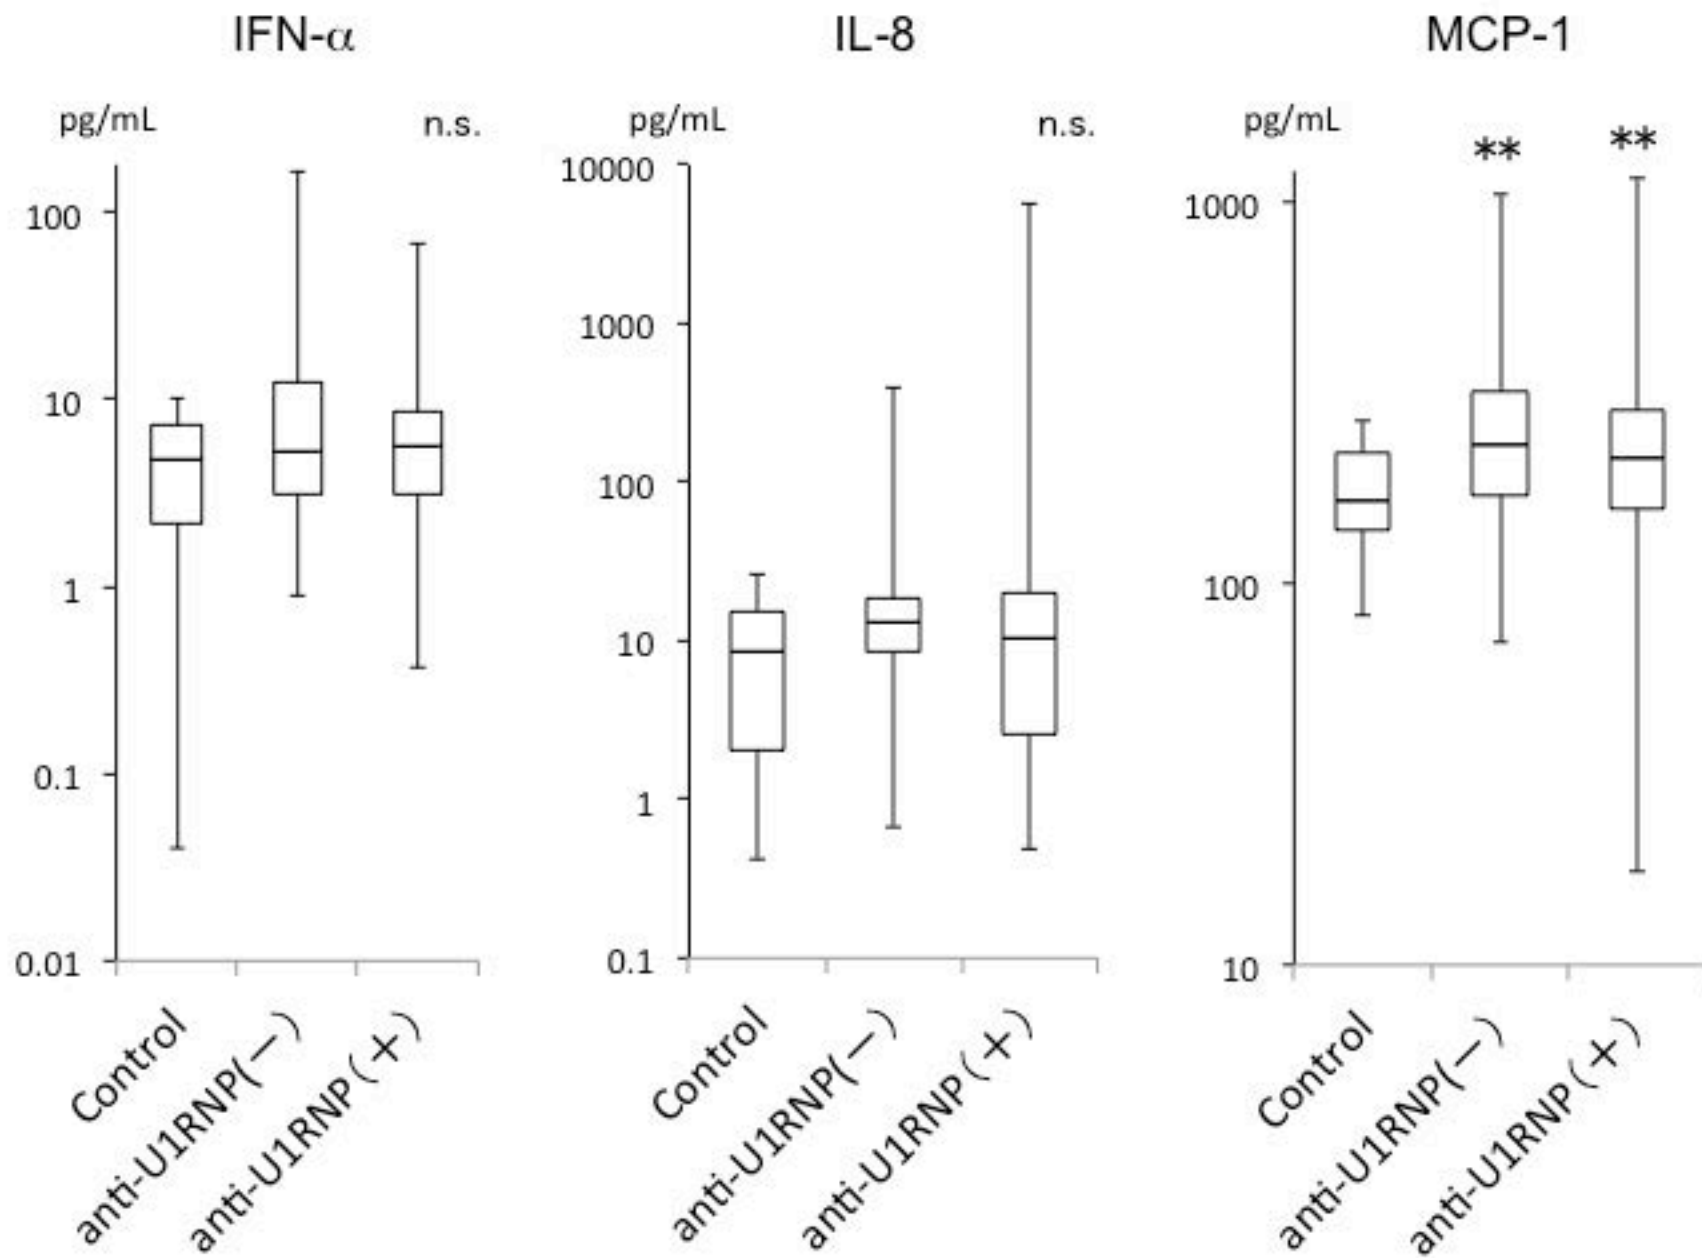 IFN-α
pg/mL
n.s.
100
10
1
0.1
0.01
Control
anti-U1RNP(−)
anti-U1RNP(+)
IL-8
pg/mL
n.s.
10000
1000
100
10
1
0.1
Control
anti-U1RNP(−)
anti-U1RNP(+)
MCP-1
pg/mL
**
**
1000
100
10
Control
anti-U1RNP(−)
anti-U1RNP(+)